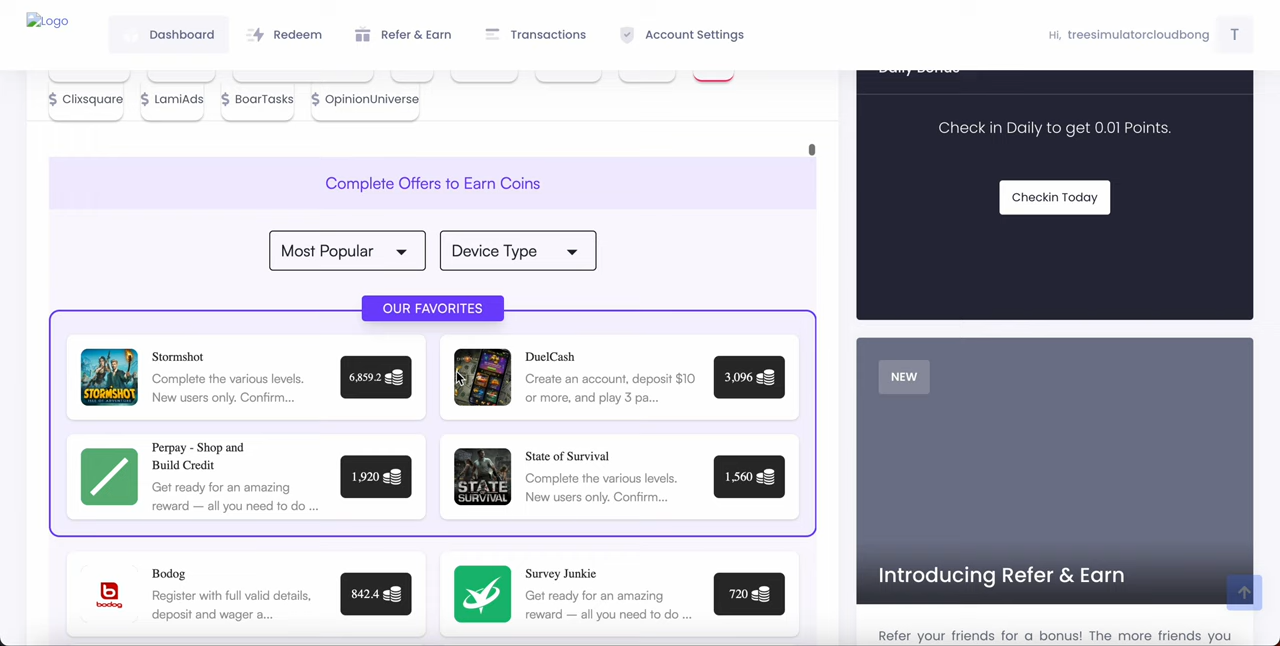 Logo
Dashboard
Redeem
Refer & Earn
Transactions
Account Settings
Hi, treesimulatorcloudbong
T
$ Clixsquare
$ LamiAds
$ BoarTasks
$ OpinionUniverse
Complete Offers to Earn Coins
Most Popular
Device Type
OUR FAVORITES
Stormshot
Complete the various levels.
New users only. Confirm...
6,859.2
STORMSHOT
DuelCash
Create an account, deposit $10
or more, and play 3 pa...
3,096
Perpay - Shop and
Build Credit
Get ready for an amazing
reward — all you need to do ...
1,920
State of Survival
Complete the various levels.
New users only. Confirm...
1,560
STATE
SURVIVAL
Bodog
Register with full valid details,
deposit and wager a...
842.4
bodog
Survey Junkie
Get ready for an amazing
reward — all you need to do ...
720
Daily Bonus
Check in Daily to get 0.01 Points.
Checkin Today
NEW
Introducing Refer & Earn
Refer your friends for a bonus! The more friends you